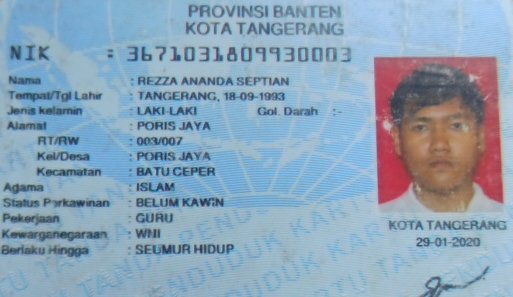 PROVINSI BANTEN
KOTA TANGERANG
NIK : 3671031809930003
Nama : REZZA ANANDA SEPTIAN
Tempat/Tgl Lahir : TANGERANG, 18-09-1993
Jenis kelamin : LAKI-LAKI Gol. Darah : -
Alamat : PORIS JAYA
RT/RW : 003/007
Kel/Desa : PORIS JAYA
Kecamatan : BATU CEPER
Agama : ISLAM
Status Perkawinan : BELUM KAWIN
Pekerjaan : GURU
Kewarganegaraan : WNI
Berlaku Hingga : SEUMUR HIDUP
KOTA TANGERANG
29-01-2020